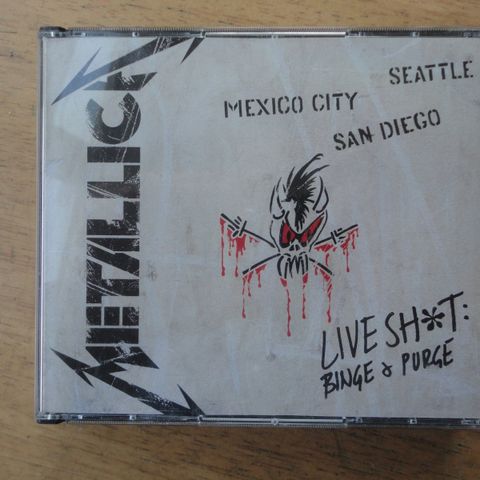 METALLICA
SEATTLE
MEXICO CITY
SAN DIEGO
LIVE SH*T:
BINGE & PURGE